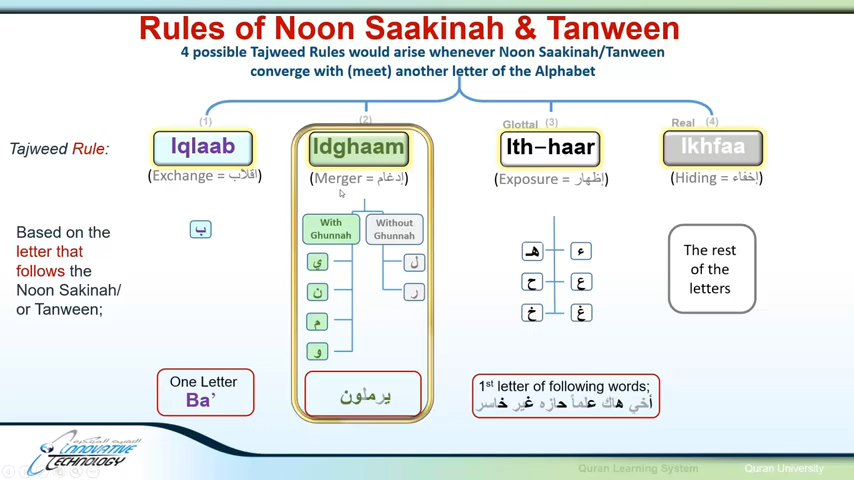 Rules of Noon Saakinah & Tanween
4 possible Tajweed Rules would arise whenever Noon Saakinah/Tanween
converge with (meet) another letter of the Alphabet
(1)
(2)
Glottal (3)
Real (4)
Tajweed Rule:
Iqlaab
Idghaam
Ith-haar
Ikhfaa
(Exchange = اقلاب)
(Merger = إدغام)
(Exposure = إظهار)
(Hiding = إخفاء)
Based on the
letter that
follows the
Noon Sakinah/
or Tanween;
ب
With
Ghunnah
Without
Ghunnah
ي
ن
م
و
ل
ر
هـ
ء
ح
ع
خ
غ
The rest
of the
letters
One Letter
Ba’
يرملون
1st letter of following words;
أخي هاك علماً حازه غير خاسر
INNOVATIVE
TECHNOLOGY
Quran Learning System
Quran University